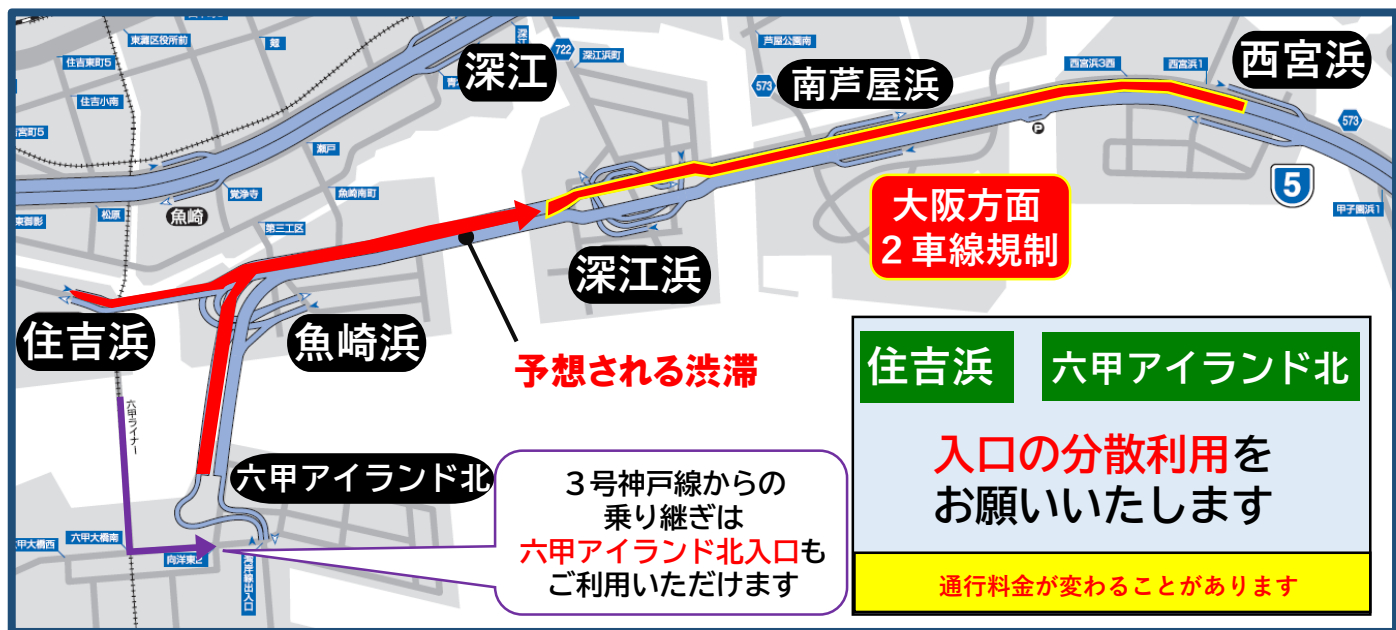 東灘区役所前
住吉東町5
住吉小南
深江
722
深江浜町
芦屋公園南
573
南芦屋浜
西宮浜3西
西宮浜1
西宮浜
573
5
甲子園浜1
P
瀬戸
魚崎南町
覚浄寺
松原
魚崎
第三工区
深江浜
大阪方面
2車線規制
住吉浜
魚崎浜
予想される渋滞
六甲ライナー
六甲アイランド北
六甲大橋南
向洋東2
湾岸線出入口
3号神戸線からの
乗り継ぎは
六甲アイランド北入口も
ご利用いただけます
住吉浜
六甲アイランド北
入口の分散利用を
お願いいたします
通行料金が変わることがあります